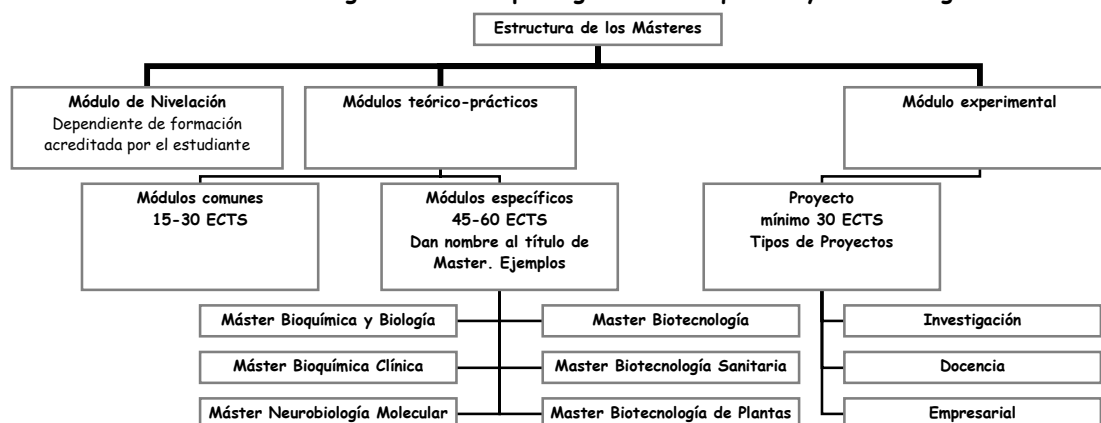 Estructura de los Másteres
Módulo de Nivelación
Dependiente de formación
acreditada por el estudiante
Módulos teórico-prácticos
Módulo experimental
Módulos comunes
15-30 ECTS
Módulos específicos
45-60 ECTS
Dan nombre al título de
Master. Ejemplos
Proyecto
mínimo 30 ECTS
Tipos de Proyectos
Máster Bioquímica y Biología
Master Biotecnología
Investigación
Máster Bioquímica Clínica
Master Biotecnología Sanitaria
Docencia
Máster Neurobiología Molecular
Master Biotecnología de Plantas
Empresarial